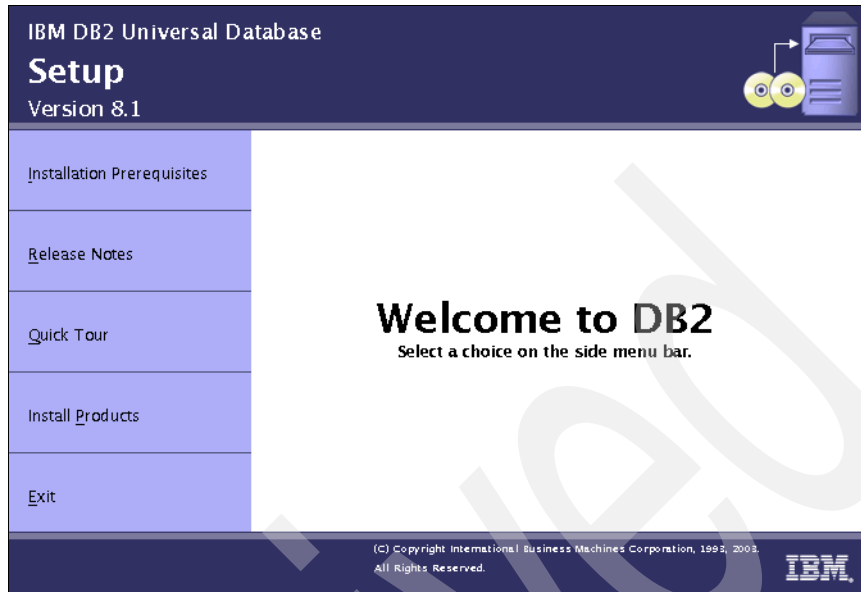 IBM DB2 Universal Database
Setup
Version 8.1
Installation Prerequisites
Release Notes
Quick Tour
Install Products
Exit
Welcome to DB2
Select a choice on the side menu bar.
(C) Copyright International Business Machines Corporation, 1993, 2003.
All Rights Reserved.
IBM